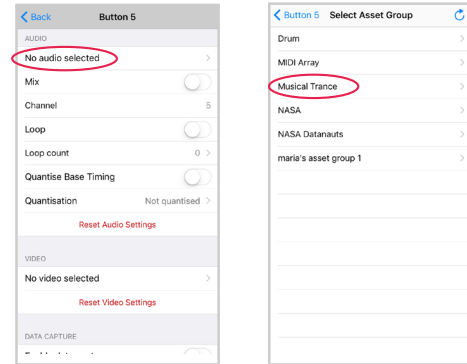 Back Button 5
AUDIO
No audio selected
Mix
Channel 5
Loop
Loop count 0
Quantise Base Timing
Quantisation Not quantised
Reset Audio Settings
VIDEO
No video selected
Reset Video Settings
DATA CAPTURE
Button 5 Select Asset Group
Drum
MIDI Array
Musical Trance
NASA
NASA Datanauts
maria's asset group 1